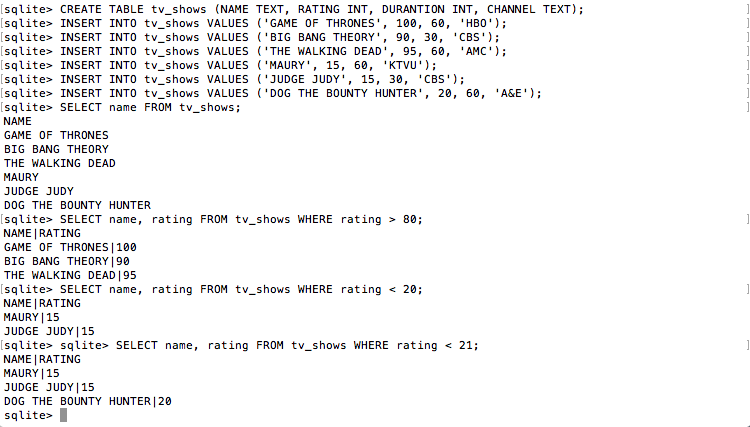 [sqlite> CREATE TABLE tv_shows (NAME TEXT, RATING INT, DURANTION INT, CHANNEL TEXT); ]
[sqlite> INSERT INTO tv_shows VALUES ('GAME OF THRONES', 100, 60, 'HBO'); ]
[sqlite> INSERT INTO tv_shows VALUES ('BIG BANG THEORY', 90, 30, 'CBS'); ]
[sqlite> INSERT INTO tv_shows VALUES ('THE WALKING DEAD', 95, 60, 'AMC'); ]
[sqlite> INSERT INTO tv_shows VALUES ('MAURY', 15, 60, 'KTVU'); ]
[sqlite> INSERT INTO tv_shows VALUES ('JUDGE JUDY', 15, 30, 'CBS'); ]
[sqlite> INSERT INTO tv_shows VALUES ('DOG THE BOUNTY HUNTER', 20, 60, 'A&E'); ]
[sqlite> SELECT name FROM tv_shows; ]
NAME
GAME OF THRONES
BIG BANG THEORY
THE WALKING DEAD
MAURY
JUDGE JUDY
DOG THE BOUNTY HUNTER
[sqlite> SELECT name, rating FROM tv_shows WHERE rating > 80; ]
NAME|RATING
GAME OF THRONES|100
BIG BANG THEORY|90
THE WALKING DEAD|95
[sqlite> SELECT name, rating FROM tv_shows WHERE rating < 20; ]
NAME|RATING
MAURY|15
JUDGE JUDY|15
[sqlite> sqlite> SELECT name, rating FROM tv_shows WHERE rating < 21; ]
NAME|RATING
MAURY|15
JUDGE JUDY|15
DOG THE BOUNTY HUNTER|20
sqlite>